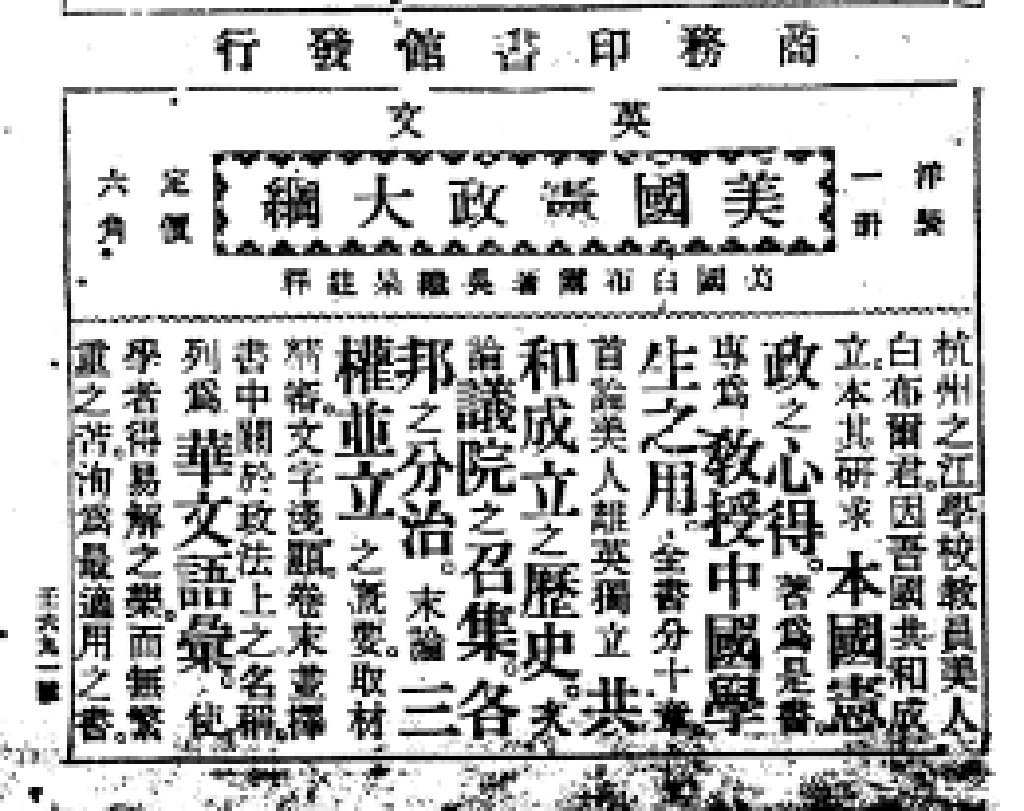 商務印書館發行
英文
美國憲政大綱
洋裝
一冊
定價
六角
美國白布爾著吳繼杲註釋
杭州之江學校教員美人
白布爾君。因吾國共和成
立。本其研求本國憲
政之心得。著爲是書。
專爲教授中國學
生之用。全書分十章。
首論美人離英獨立共
和成立之歷史。次
論議院之召集。各
邦之分治。末論三
權並立之概要。取材
精審。文字淺顯。卷末並擇
書中關於政法上之名稱。
列爲華文語彙。使
學者得易解之樂。而無繁
重之苦。洵爲最適用之書。